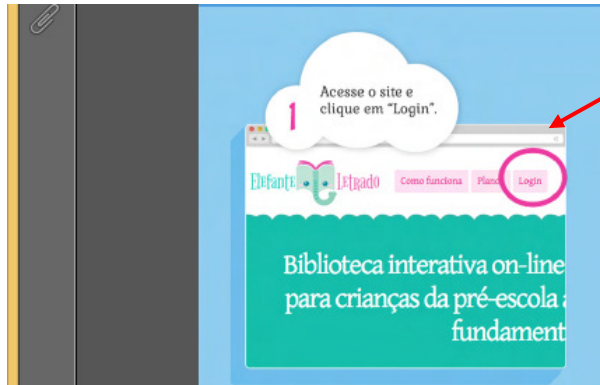 1
Acesse o site e
clique em “Login”.
Elefante Letrado
Como funciona
Login
Biblioteca interativa on-line
para crianças da pré-escola
fundament